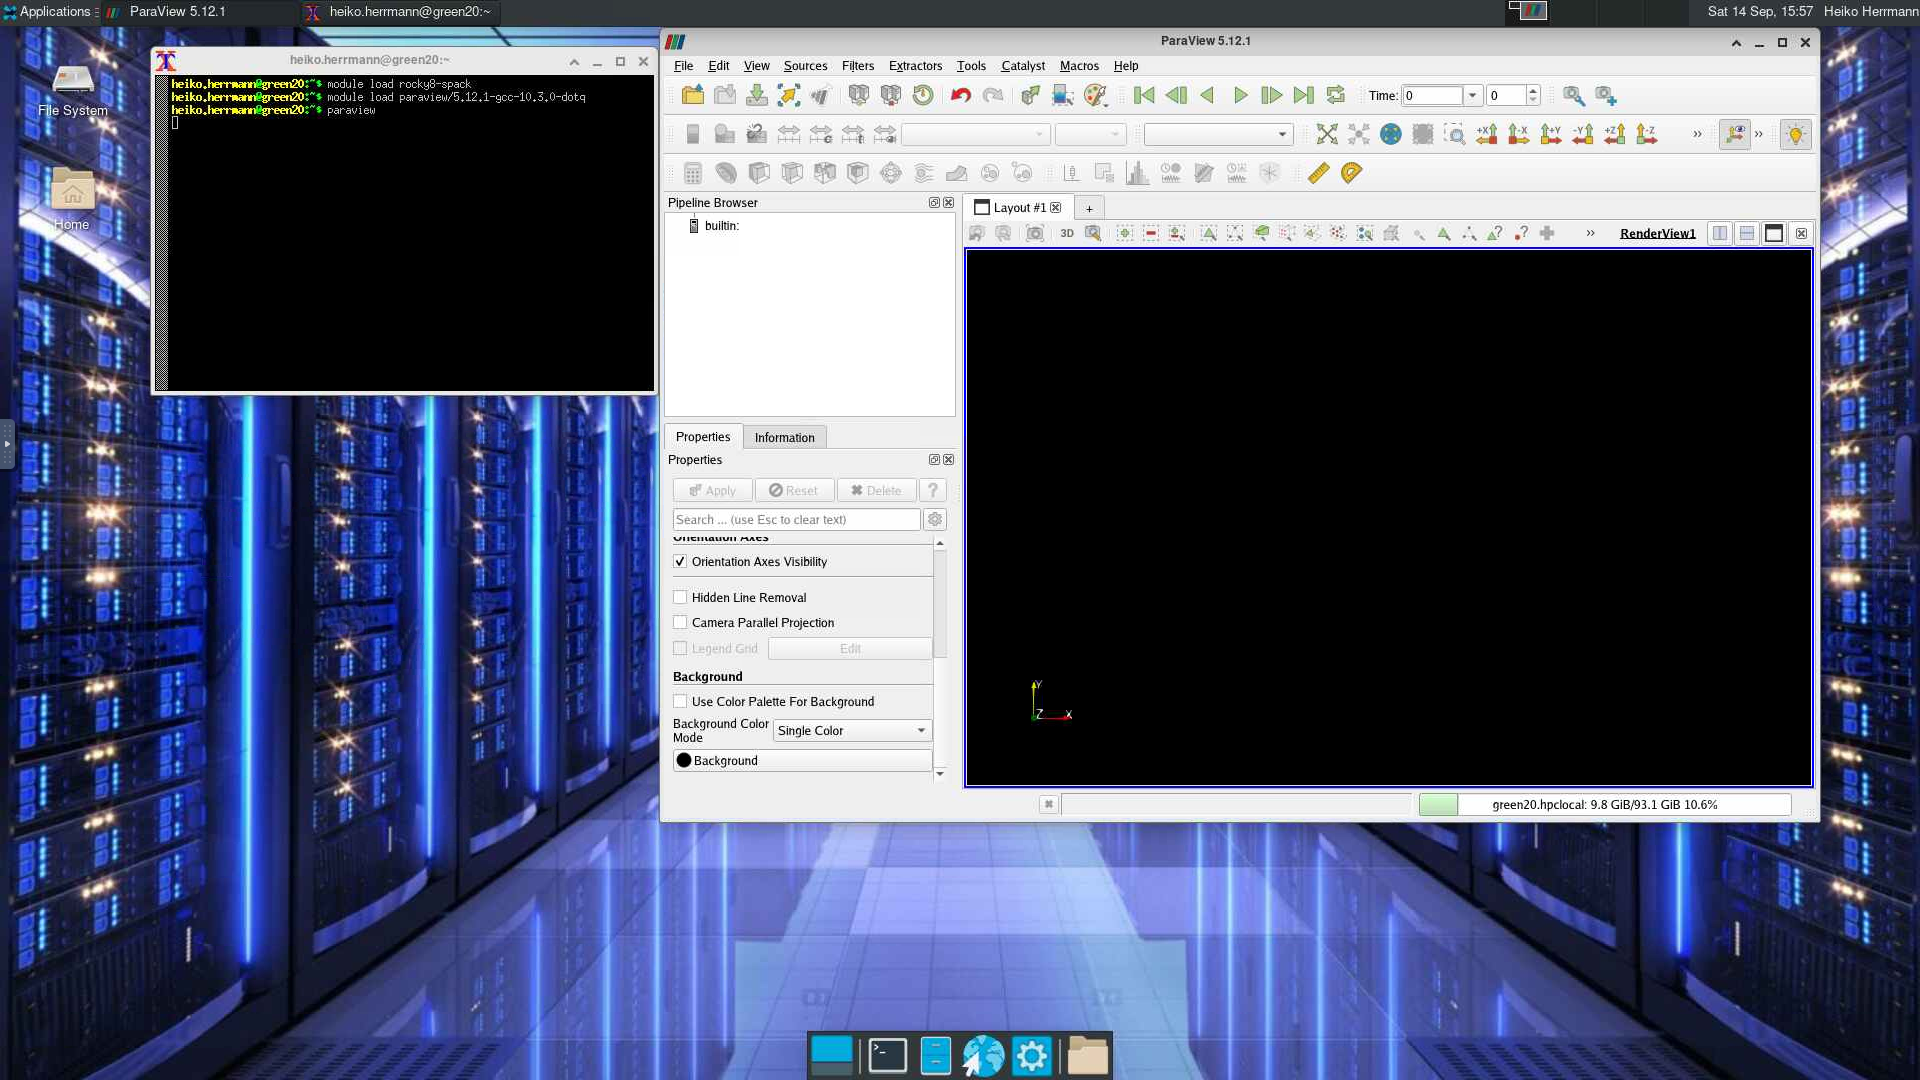 Applications
ParaView 5.12.1
heiko.herrmann@green20:~
Sat 14 Sep, 15:57
Heiko Herrmann
File System
Home
heiko.herrmann@green20:~
heiko.herrmann@green20:~$ module load rocky8-spack
heiko.herrmann@green20:~$ module load paraview/5.12.1-gcc-10.3.0-dotq
heiko.herrmann@green20:~$ paraview
ParaView 5.12.1
File Edit View Sources Filters Extractors Tools Catalyst Macros Help
Time: 0 0
+X -X +Y -Y +Z -Z
Pipeline Browser
builtin:
Layout #1
+
3D
RenderView1
Properties Information
Properties
Apply Reset Delete ?
Search ... (use Esc to clear text)
Orientation Axes
Orientation Axes Visibility
Hidden Line Removal
Camera Parallel Projection
Legend Grid Edit
Background
Use Color Palette For Background
Background Color Mode
Single Color
Background
Y
Z X
green20.hpclocal: 9.8 GiB/93.1 GiB 10.6%